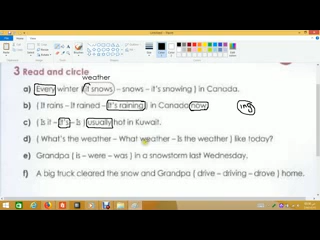 3 Read and circle
weather
a) Every winter ( it snows – snows – it's snowing ) in Canada.
b) ( It rains – It rained – It's raining ) in Canada now.
ing
c) ( Is it – It's – Is ) usually hot in Kuwait.
d) ( What's the weather – What weather – Is the weather ) like today?
e) Grandpa ( is – were – was ) in a snowstorm last Wednesday.
f) A big truck cleared the snow and Grandpa ( drive – driving – drove ) home.